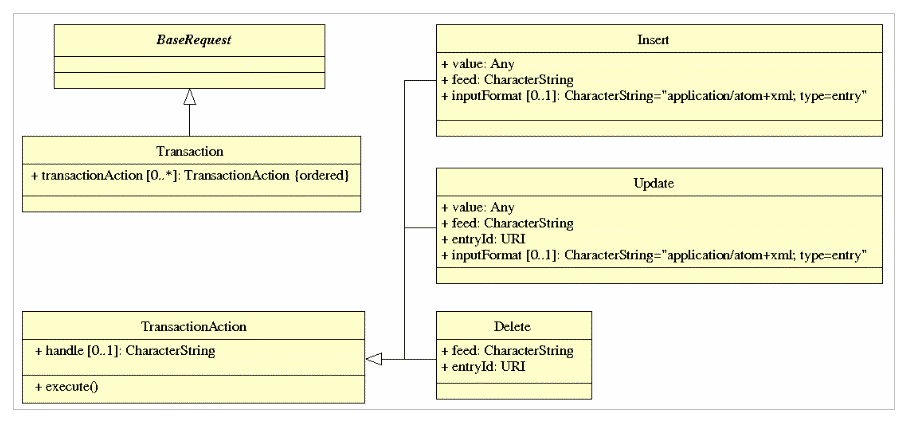 BaseRequest
Transaction
+ transactionAction [0..*]: TransactionAction {ordered}
TransactionAction
+ handle [0..1]: CharacterString
+ execute()
Insert
+ value: Any
+ feed: CharacterString
+ inputFormat [0..1]: CharacterString="application/atom+xml; type=entry"
Update
+ value: Any
+ feed: CharacterString
+ entryId: URI
+ inputFormat [0..1]: CharacterString="application/atom+xml; type=entry"
Delete
+ feed: CharacterString
+ entryId: URI